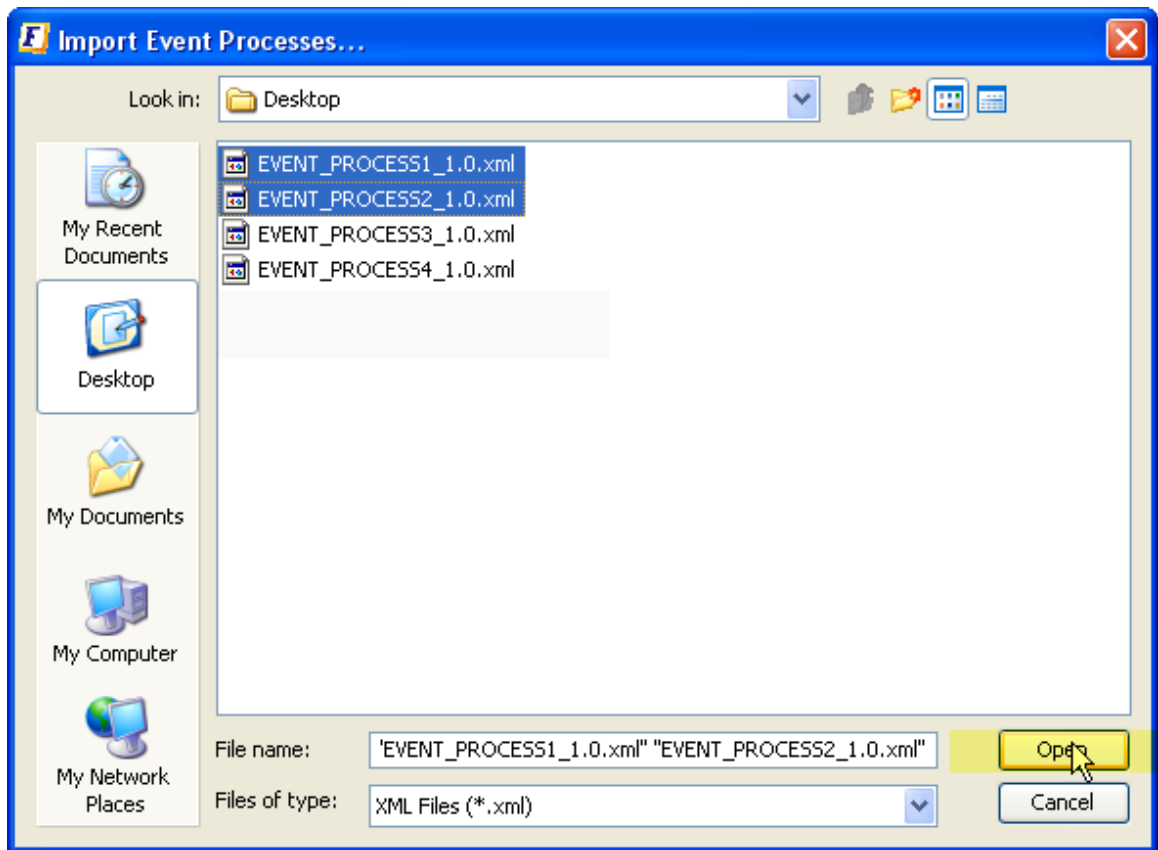 Import Event Processes...
Look in:
Desktop
My Recent
Documents
Desktop
My Documents
My Computer
My Network
Places
EVENT_PROCESS1_1.0.xml
EVENT_PROCESS2_1.0.xml
EVENT_PROCESS3_1.0.xml
EVENT_PROCESS4_1.0.xml
File name:
'EVENT_PROCESS1_1.0.xml" "EVENT_PROCESS2_1.0.xml"
Open
Files of type:
XML Files (*.xml)
Cancel